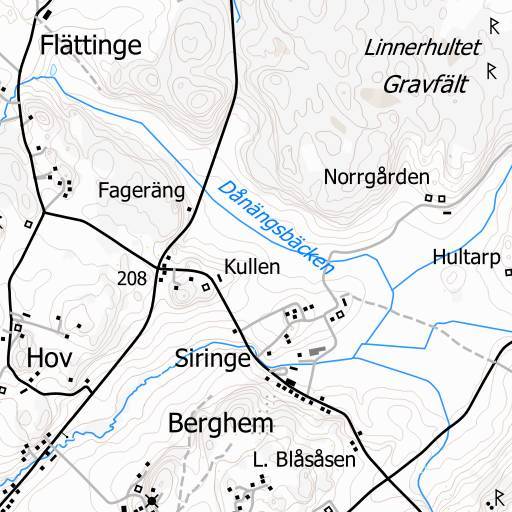 Flättinge
Linnerhultet
Gravfält
Norrgården
Fageräng
Dånängsbäcken
Hultarp
Kullen
208
Hov
Siringe
Berghem
L. Blåsåsen